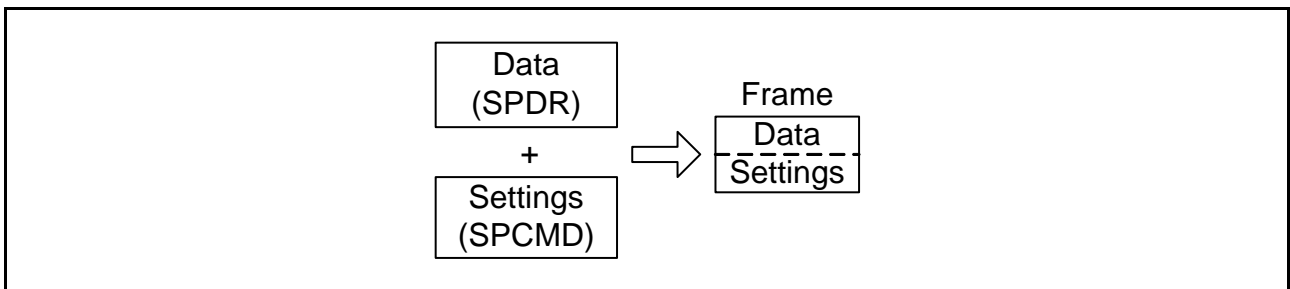 Data
(SPDR)
+
Settings
(SPCMD)
Frame
Data
Settings